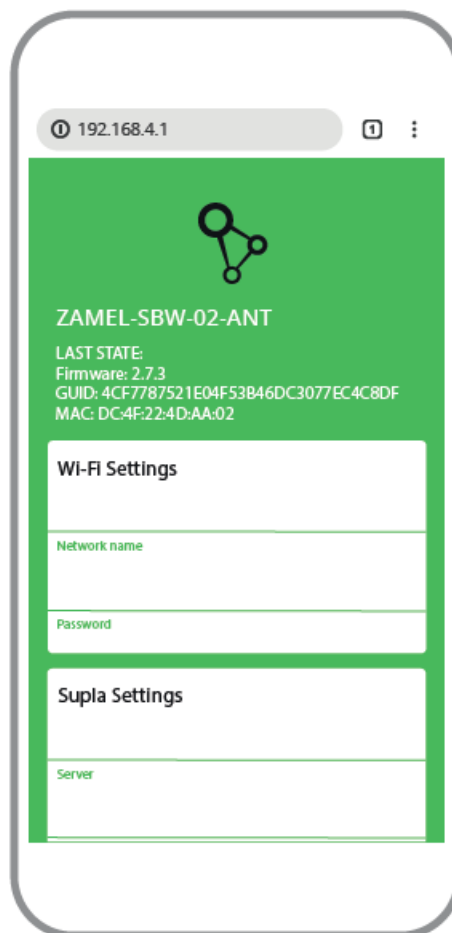 192.168.4.1
1
ZAMEL-SBW-02-ANT
LAST STATE:
Firmware: 2.7.3
GUID: 4CF7787521E04F53B46DC3077EC4C8DF
MAC: DC:4F:22:4D:AA:02
Wi-Fi Settings
Network name
Password
Supla Settings
Server